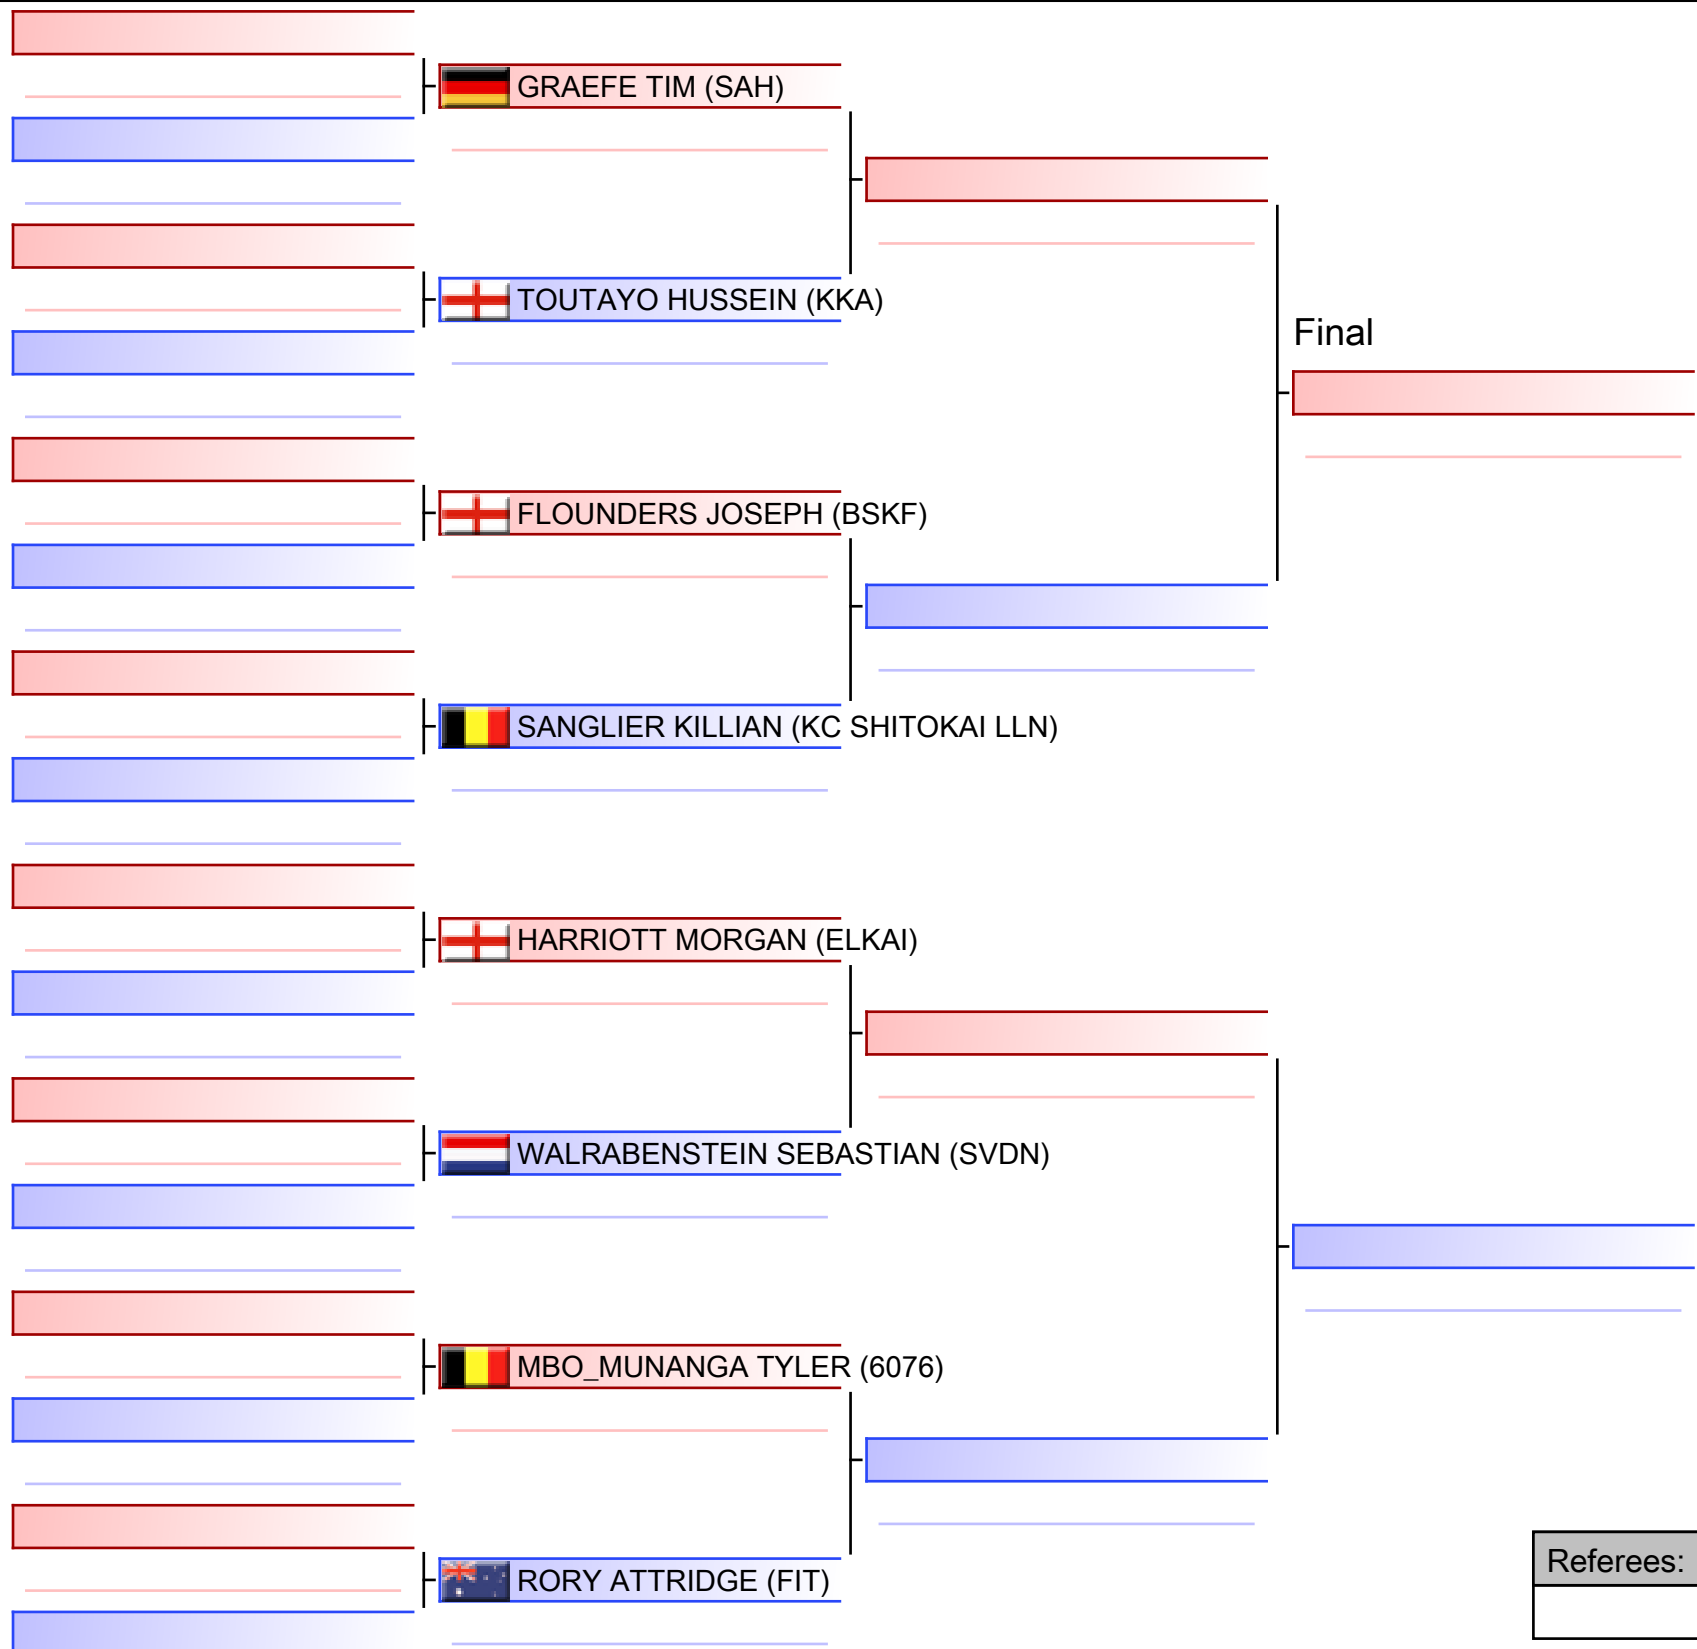 GRAEFE TIM (SAH)
TOUTAYO HUSSEIN (KKA)
Final
FLOUNDERS JOSEPH (BSKF)
SANGLIER KILLIAN (KC SHITOKAI LLN)
HARRIOTT MORGAN (ELKAI)
WALRABENSTEIN SEBASTIAN (SVDN)
MBO_MUNANGA TYLER (6076)
Referees:
RORY ATTRIDGE (FIT)